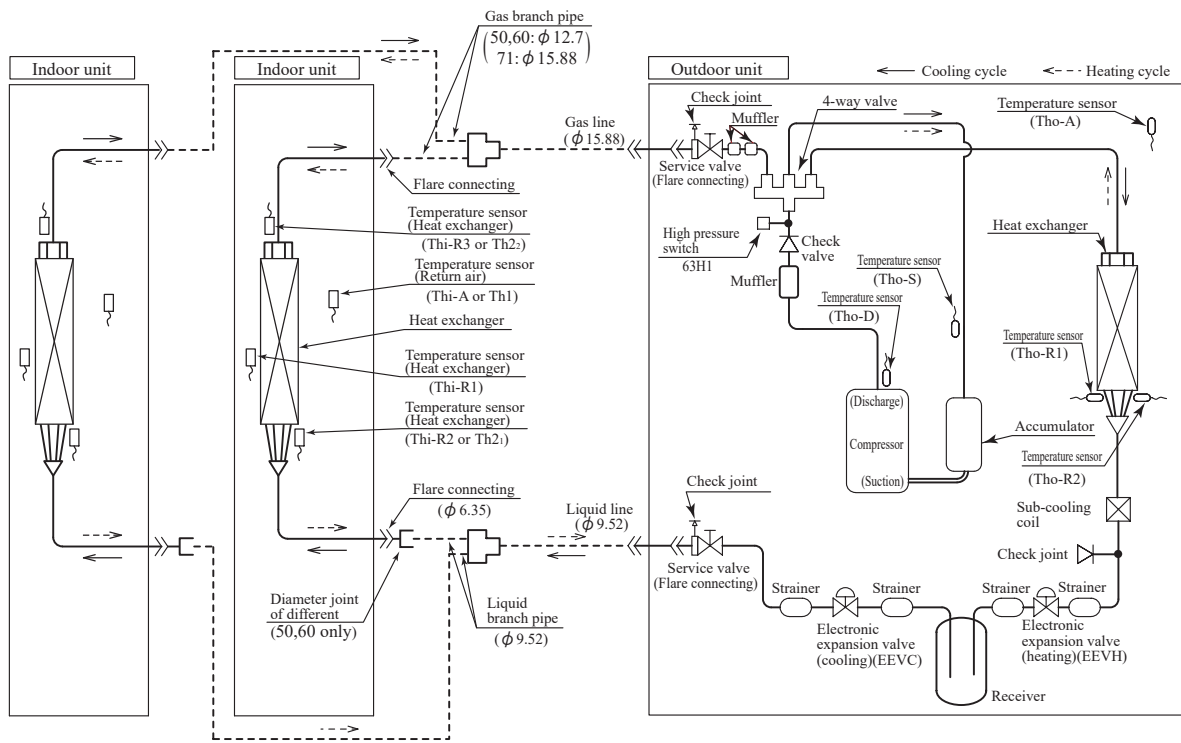 Gas branch pipe
(50,60: ϕ 12.7
71: ϕ 15.88)
Indoor unit
Indoor unit
Outdoor unit
Cooling cycle
Heating cycle
Check joint
4-way valve
Muffler
Temperature sensor
(Tho-A)
Gas line
(ϕ 15.88)
Service valve
(Flare connecting)
Flare connecting
Temperature sensor
(Heat exchanger)
(Thi-R3 or Th2₂)
Temperature sensor
(Return air)
(Thi-A or Th1)
Heat exchanger
Temperature sensor
(Heat exchanger)
(Thi-R1)
Temperature sensor
(Heat exchanger)
(Thi-R2 or Th2₁)
High pressure
switch
63H1
Check
valve
Muffler
Heat exchanger
Temperature sensor
(Tho-S)
Temperature sensor
(Tho-D)
Temperature sensor
(Tho-R1)
(Discharge)
Compressor
(Suction)
Accumulator
Temperature sensor
(Tho-R2)
Flare connecting
(ϕ 6.35)
Liquid line
(ϕ 9.52)
Check joint
Sub-cooling
coil
Check joint
Service valve
(Flare connecting)
Diameter joint
of different
(50,60 only)
Liquid
branch pipe
(ϕ 9.52)
Strainer
Strainer
Strainer
Strainer
Electronic
expansion valve
(cooling)(EEVC)
Electronic
expansion valve
(heating)(EEVH)
Receiver